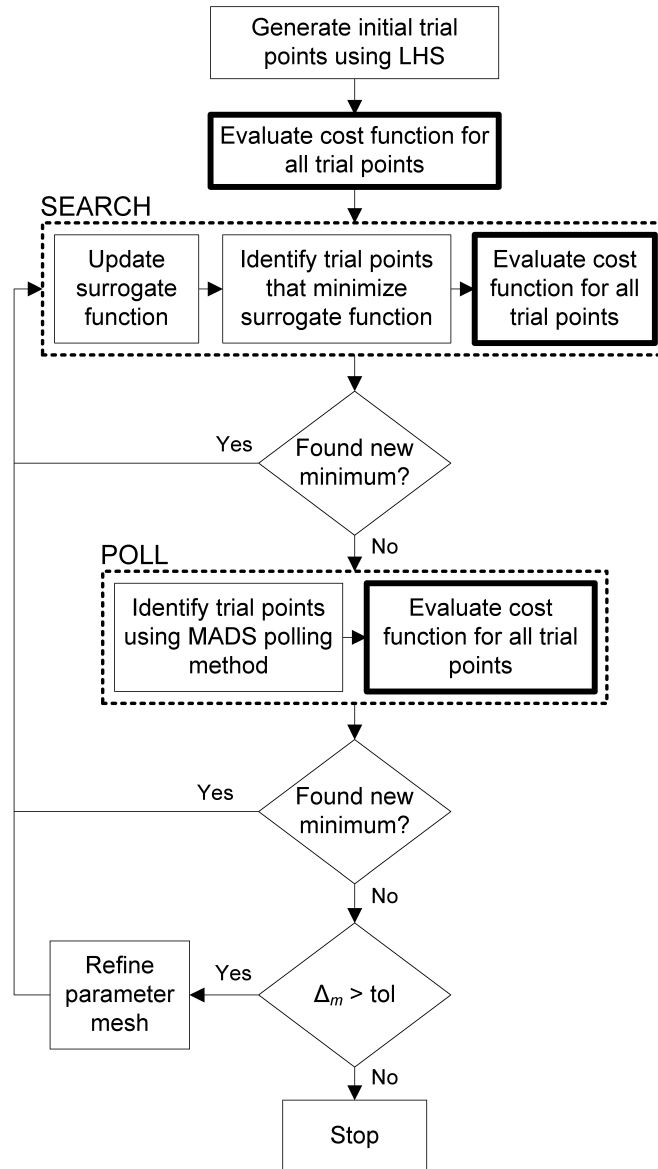 Generate initial trial
points using LHS
Evaluate cost function for
all trial points
SEARCH
Update
surrogate
function
Identify trial points
that minimize
surrogate function
Evaluate cost
function for all
trial points
Yes
Found new
minimum?
No
POLL
Identify trial points
using MADS polling
method
Evaluate cost
function for all trial
points
Yes
Found new
minimum?
No
Refine
parameter
mesh
Yes
Δm > tol
No
Stop